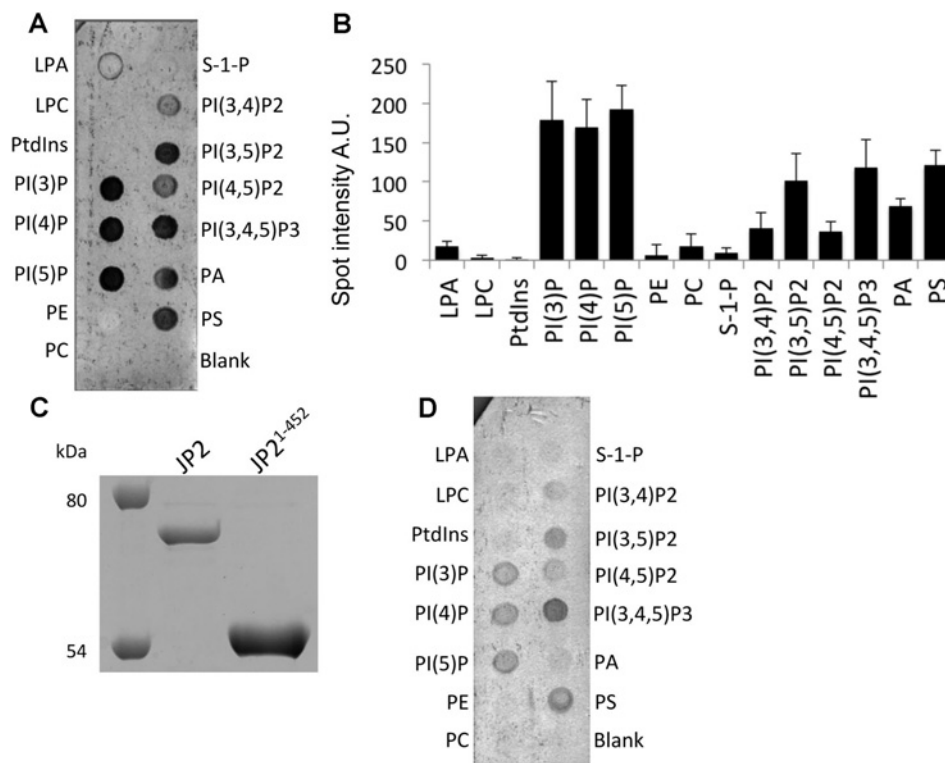 A
LPA S-1-P
LPC PI(3,4)P2
PtdIns PI(3,5)P2
PI(3)P PI(4,5)P2
PI(4)P PI(3,4,5)P3
PI(5)P PA
PE PS
PC Blank
B
Spot intensity A.U.
250
200
150
100
50
0
LPA
LPC
PtdIns
PI(3)P
PI(4)P
PI(5)P
PE
PC
S-1-P
PI(3,4)P2
PI(3,5)P2
PI(4,5)P2
PI(3,4,5)P3
PA
PS
C
kDa JP2 JP2¹⁻⁴⁵²
80
54
D
LPA S-1-P
LPC PI(3,4)P2
PtdIns PI(3,5)P2
PI(3)P PI(4,5)P2
PI(4)P PI(3,4,5)P3
PI(5)P PA
PE PS
PC Blank